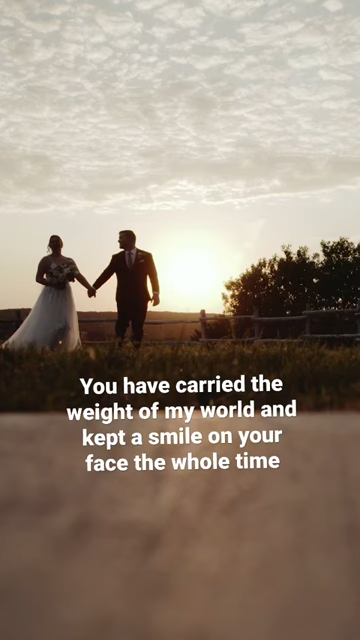 You have carried the
weight of my world and
kept a smile on your
face the whole time